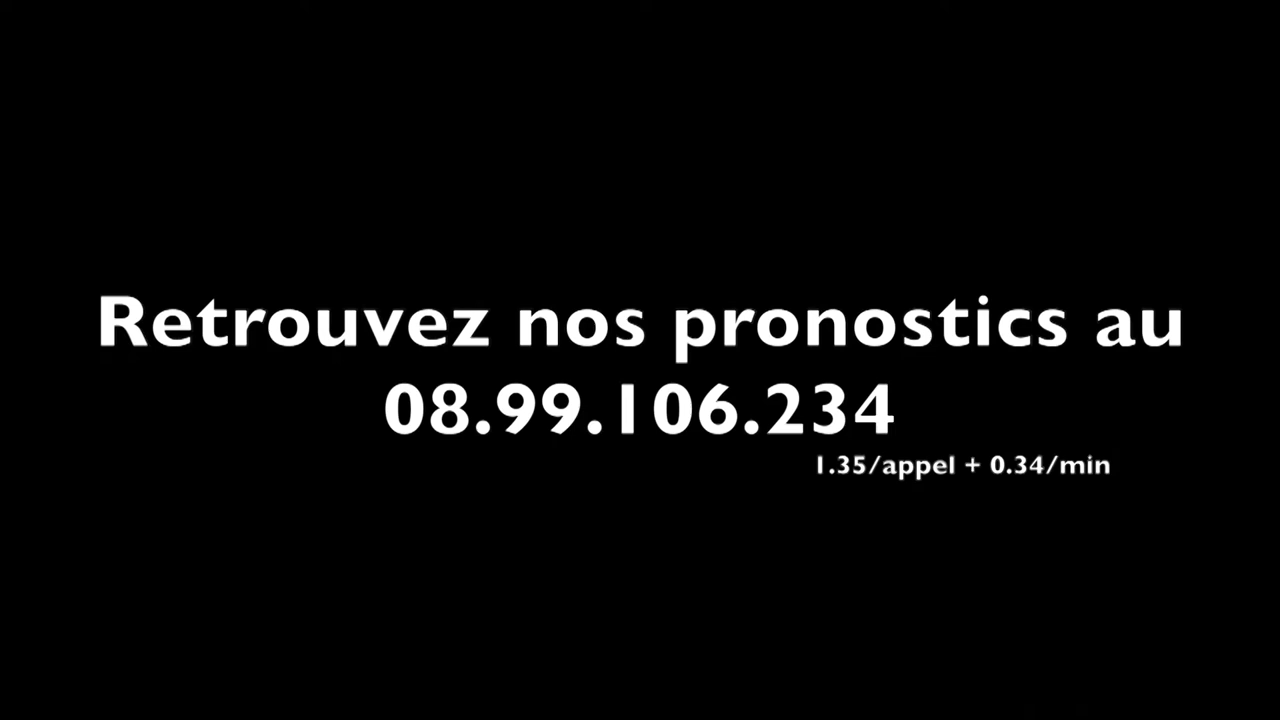 Retrouvez nos pronostics au
08.99.106.234
1.35/appel + 0.34/min